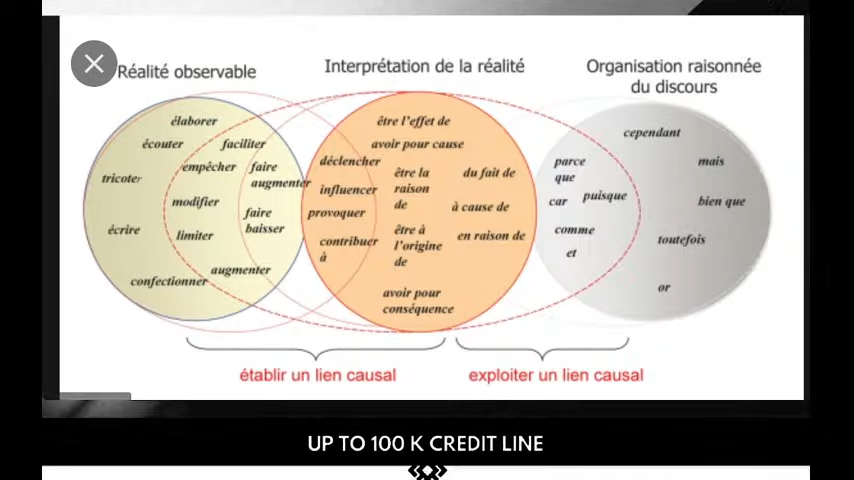 Réalité observable
Interprétation de la réalité
Organisation raisonnée
du discours
élaborer
écouter
faciliter
empêcher
faire
augmenter
tricoter
modifier
faire
baisser
écrire
limiter
augmenter
confectionner
être l'effet de
avoir pour cause
déclencher
être la
raison
de
du fait de
influencer
provoquer
à cause de
contribuer
à
être à
l'origine
de
en raison de
avoir pour
conséquence
cependant
parce
que
mais
car
puisque
bien que
comme
toutefois
et
or
établir un lien causal
exploiter un lien causal
UP TO 100 K CREDIT LINE